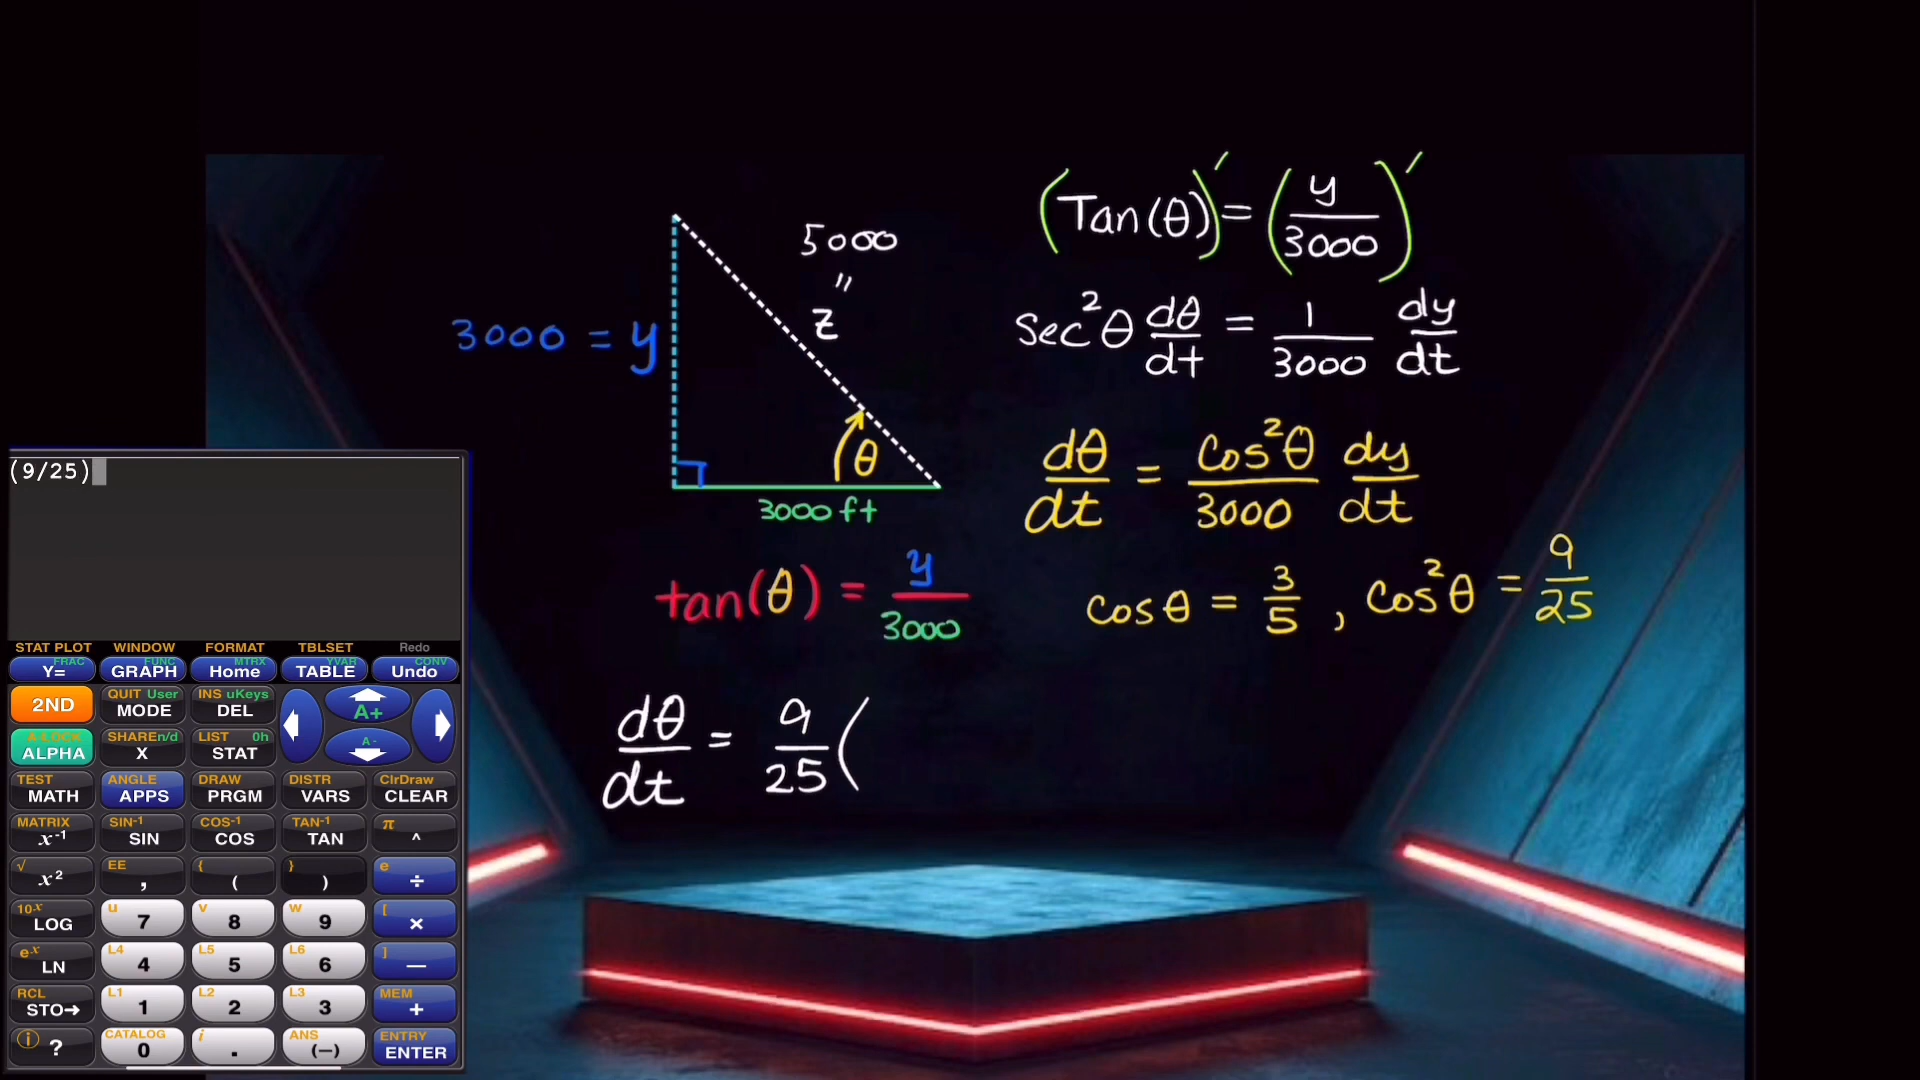 (Tan(θ))' = (y/3000)'
5000
"
z
3000 = y
sec²θ dθ/dt = 1/3000 dy/dt
θ
3000 ft
dθ/dt = cos²θ/3000 dy/dt
tan(θ) = y/3000
cosθ = 3/5 , cos²θ = 9/25
dθ/dt = 9/25 (
(9/25)
STAT PLOT WINDOW FORMAT TBLSET Redo
FRAC FUNC MTRX YVAR CONV
Y= GRAPH Home TABLE Undo
QUIT User INS uKeys
2ND MODE DEL A+
A-LOCK SHARE n/d LIST 0h A-
ALPHA X STAT
TEST ANGLE DRAW DISTR ClrDraw
MATH APPS PRGM VARS CLEAR
MATRIX SIN⁻¹ COS⁻¹ TAN⁻¹ π
x⁻¹ SIN COS TAN ^
√ EE { } e
x² , ( ) ÷
10ˣ u v w [
LOG 7 8 9 ×
eˣ L4 L5 L6 ]
LN 4 5 6 —
RCL L1 L2 L3 MEM
STO➔ 1 2 3 +
i CATALOG i ANS ENTRY
? 0 . (—) ENTER